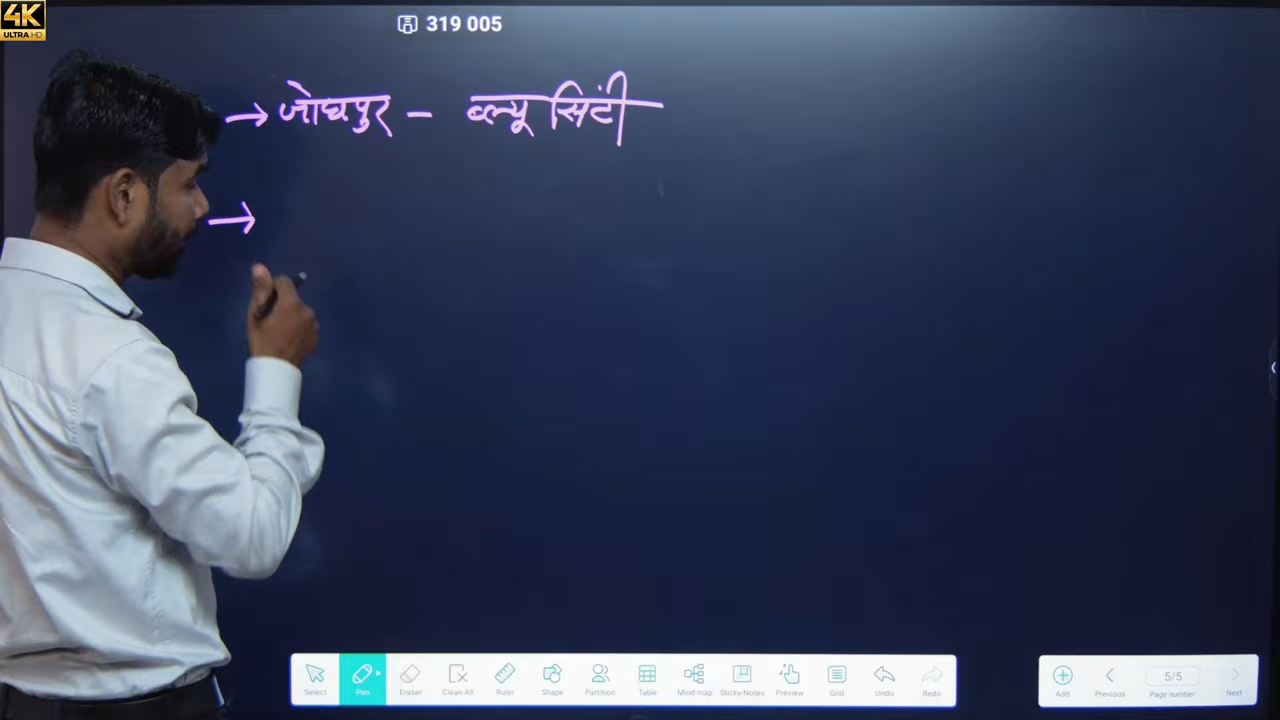 4K
ULTRA HD
319 005
→ जोधपुर - ब्ल्यू सिटी
→
Select
Pen
Eraser
Clean All
Ruler
Shape
Partition
Table
Mind map
Sticky-Notes
Preview
Grid
Undo
Redo
Add
Previous
5/5
Page number
Next